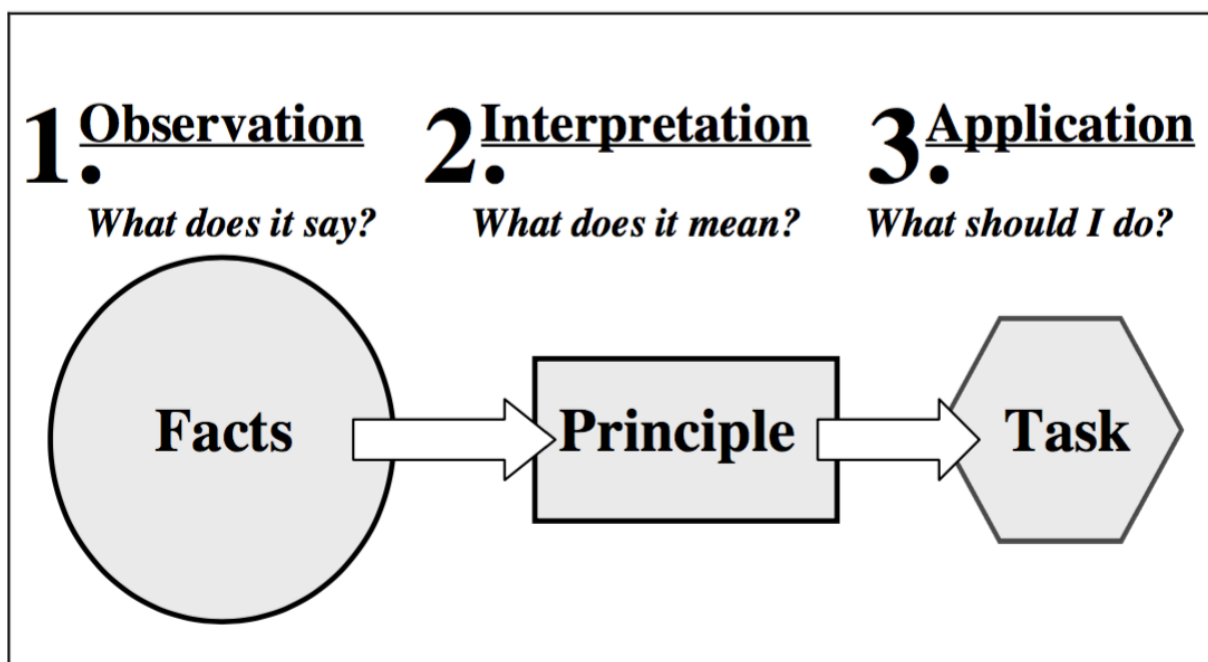 1. Observation
What does it say?
Facts
2. Interpretation
What does it mean?
Principle
3. Application
What should I do?
Task